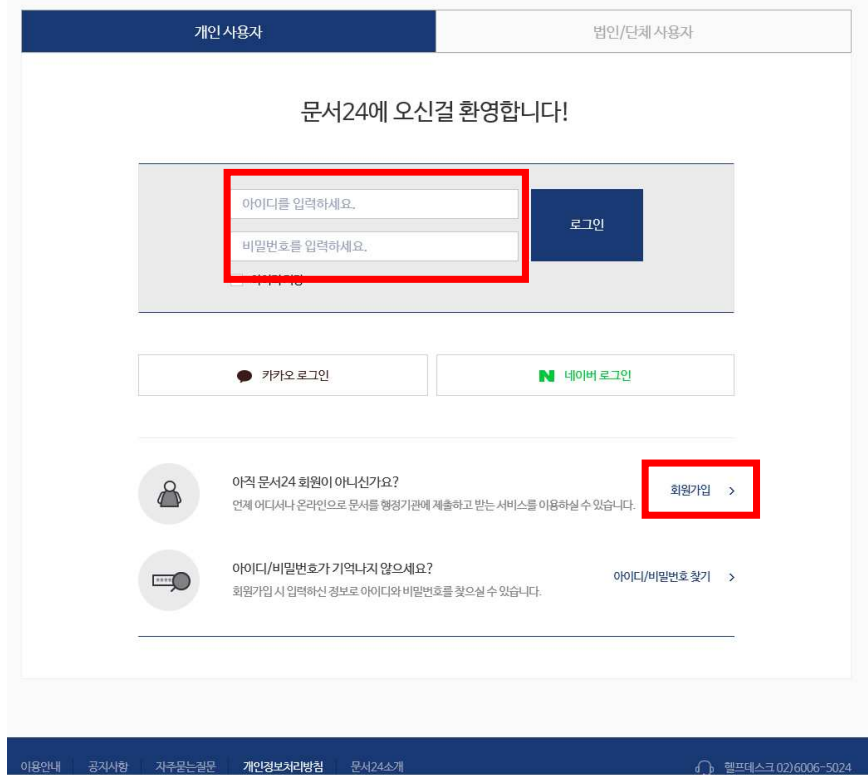 개인 사용자
법인/단체 사용자
문서24에 오신걸 환영합니다!
아이디를 입력하세요.
비밀번호를 입력하세요.
로그인
카카오 로그인
네이버 로그인
아직 문서24 회원이 아니신가요?
언제 어디서나 온라인으로 문서를 행정기관에 제출하고 받는 서비스를 이용하실 수 있습니다.
회원가입 >
아이디/비밀번호가 기억나지 않으세요?
회원가입 시 입력하신 정보로 아이디와 비밀번호를 찾으실 수 있습니다.
아이디/비밀번호 찾기 >
이용안내 공지사항 자주묻는질문 개인정보처리방침 문서24소개
헬프데스크 02)6006-5024